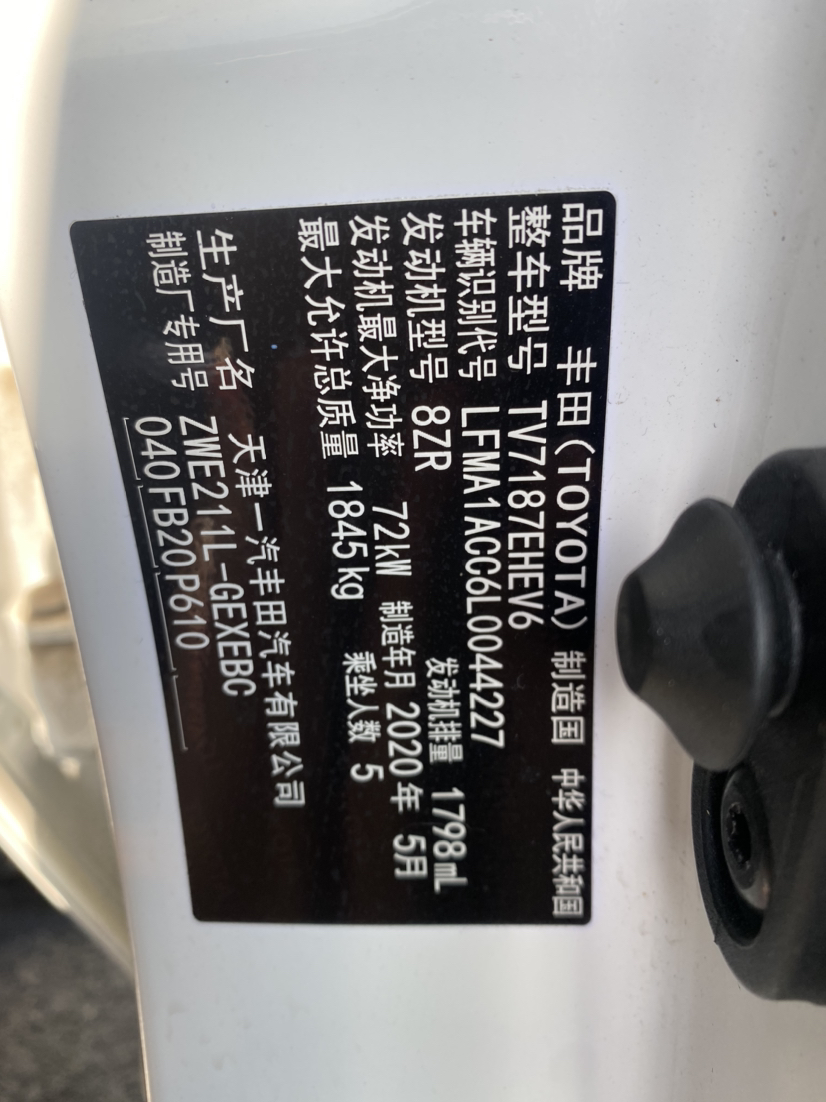 品牌 丰田(TOYOTA) 制造国 中华人民共和国
整车型号 TV7187EHEV6
车辆识别代号 LFMA1ACC6L0044227
发动机型号 8ZR 发动机排量 1798mL
发动机最大净功率 72kW 制造年月 2020年 5月
最大允许总质量 1845kg 乘坐人数 5
天津一汽丰田汽车有限公司
生产厂名 ZWE211L-GEXEBC
制造厂专用号 040FB20P610